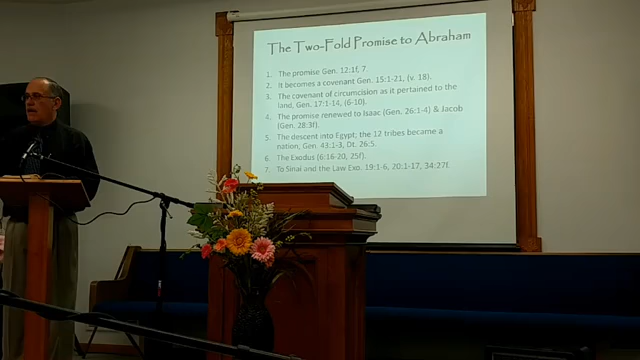 The Two-Fold Promise to Abraham
1. The promise Gen. 12:1f, 7.
2. It becomes a covenant Gen. 15:1-21, (v. 18).
3. The covenant of circumcision as it pertained to the
land, Gen. 17:1-14, (6-10).
4. The promise renewed to Isaac (Gen. 26:1-4) & Jacob
(Gen. 28:3f).
5. The descent into Egypt, the 12 tribes became a
nation, Gen. 43:1-3, Dt. 26:5.
6. The Exodus (6:16-20, 25f).
7. To Sinai and the Law Exo. 19:1-6, 20:1-17, 34:27f.